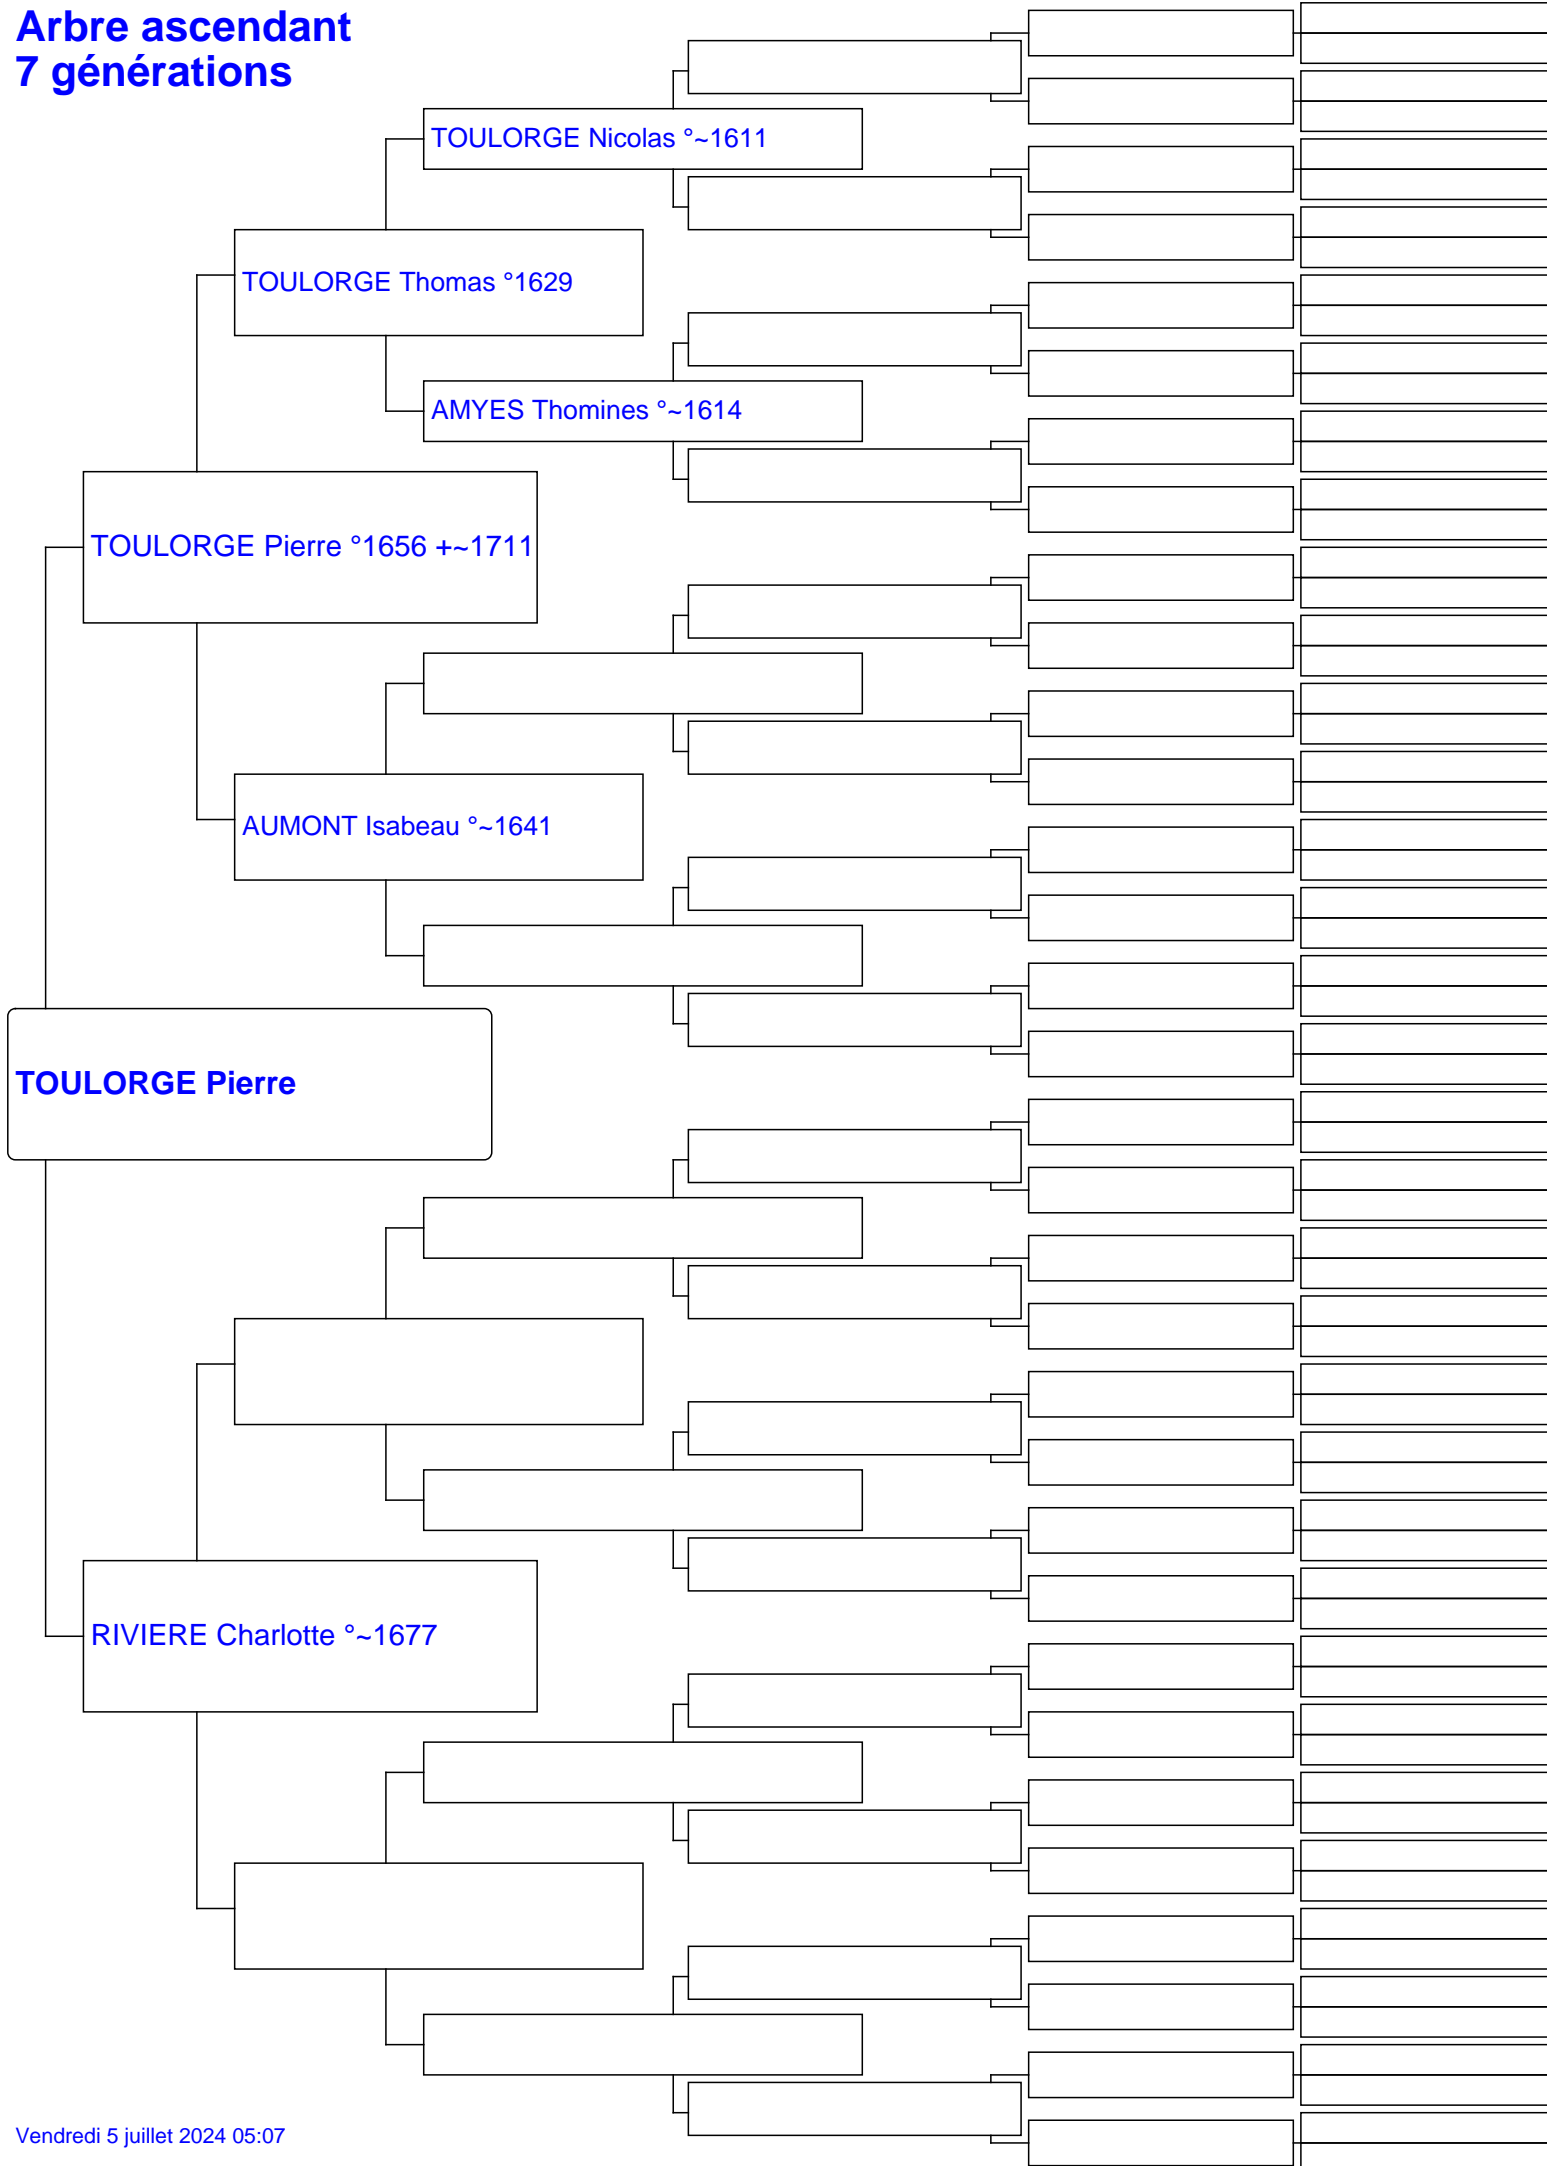 Arbre ascendant
7 générations
TOULORGE Nicolas °~1611
TOULORGE Thomas °1629
AMYES Thomines °~1614
TOULORGE Pierre °1656 +~1711
AUMONT Isabeau °~1641
TOULORGE Pierre
RIVIERE Charlotte °~1677
Vendredi 5 juillet 2024 05:07